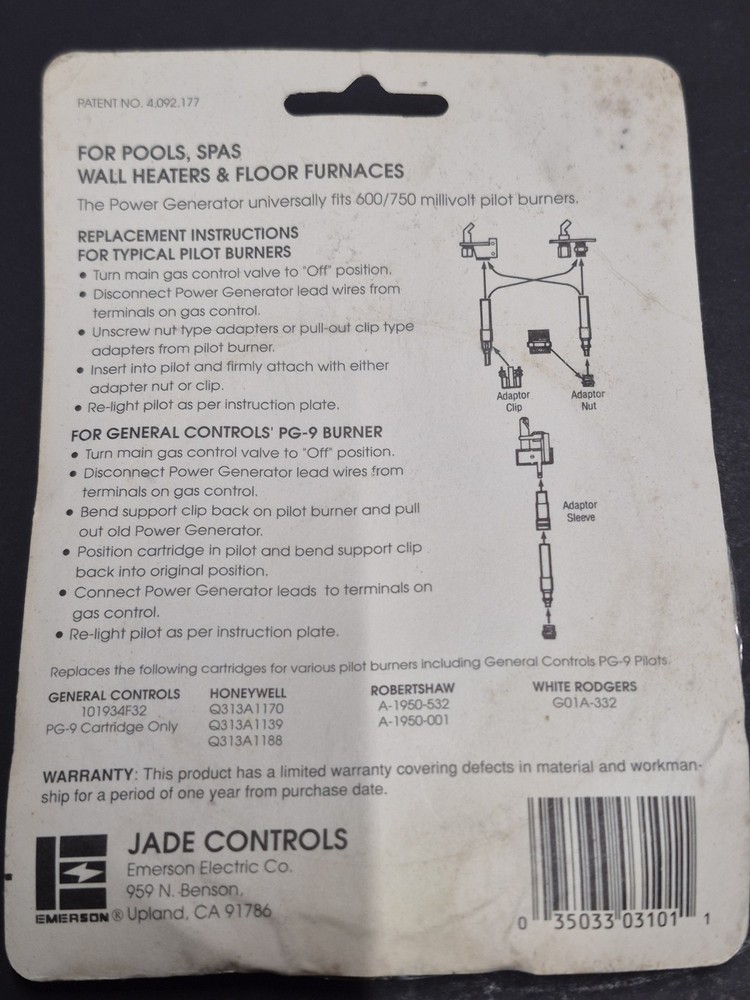 PATENT NO. 4,092,177
FOR POOLS, SPAS
WALL HEATERS & FLOOR FURNACES
The Power Generator universally fits 600/750 millivolt pilot burners.
REPLACEMENT INSTRUCTIONS
FOR TYPICAL PILOT BURNERS
• Turn main gas control valve to "Off" position.
• Disconnect Power Generator lead wires from
terminals on gas control.
• Unscrew nut type adapters or pull-out clip type
adapters from pilot burner.
• Insert into pilot and firmly attach with either
adapter nut or clip.
• Re-light pilot as per instruction plate.
Adaptor
Clip
Adaptor
Nut
FOR GENERAL CONTROLS' PG-9 BURNER
• Turn main gas control valve to "Off" position.
• Disconnect Power Generator lead wires from
terminals on gas control.
• Bend support clip back on pilot burner and pull
out old Power Generator.
• Position cartridge in pilot and bend support clip
back into original position.
• Connect Power Generator leads to terminals on
gas control.
• Re-light pilot as per instruction plate.
Adaptor
Sleeve
Replaces the following cartridges for various pilot burners including General Controls PG-9 Pilots.
GENERAL CONTROLS
101934F32
PG-9 Cartridge Only
HONEYWELL
Q313A1170
Q313A1139
Q313A1188
ROBERTSHAW
A-1950-532
A-1950-001
WHITE RODGERS
G01A-332
WARRANTY: This product has a limited warranty covering defects in material and workman-
ship for a period of one year from purchase date.
JADE CONTROLS
Emerson Electric Co.
959 N. Benson,
Upland, CA 91786
EMERSON ®
0 35033 03101 1